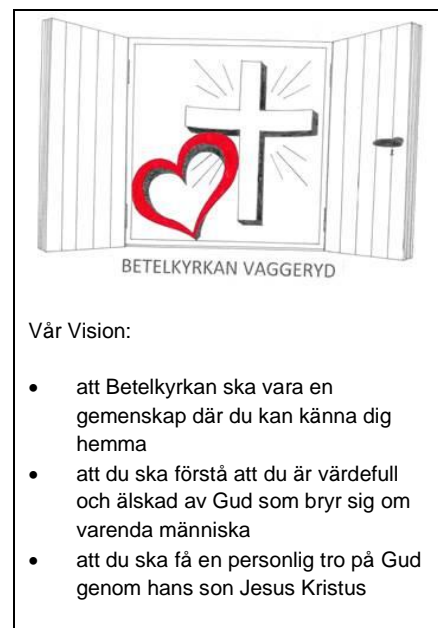 BETELKYRKAN VAGGERYD
Vår Vision:
• att Betelkyrkan ska vara en
gemenskap där du kan känna dig
hemma
• att du ska förstå att du är värdefull
och älskad av Gud som bryr sig om
varenda människa
• att du ska få en personlig tro på Gud
genom hans son Jesus Kristus